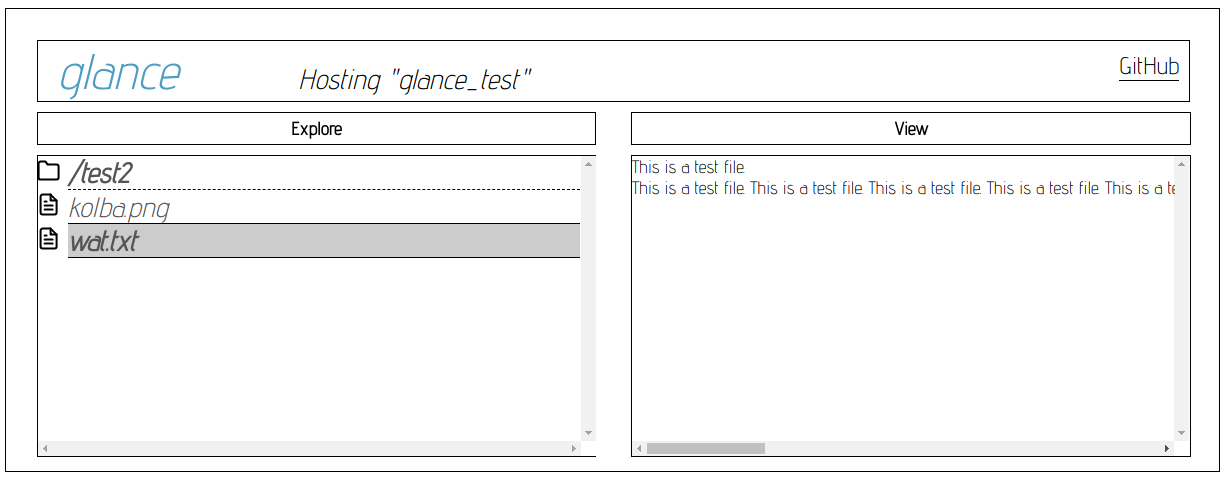 glance
Hosting "glance_test"
GitHub
Explore
View
/test2
kolba.png
wat.txt
This is a test file.
This is a test file. This is a test file. This is a test file. This is a test file. This is a